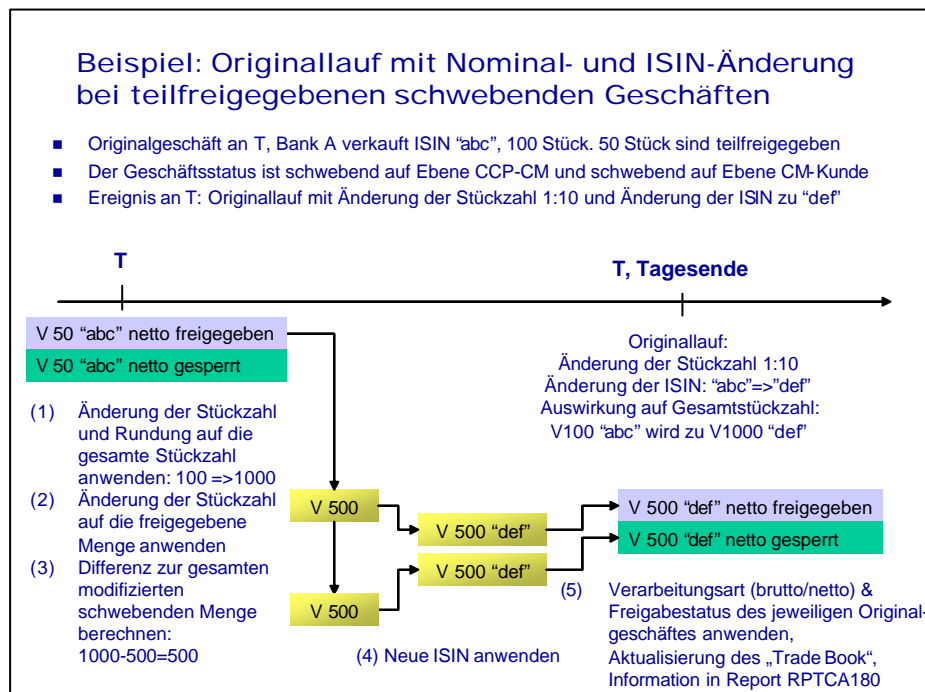 Beispiel: Originallauf mit Nominal- und ISIN-Änderung
bei teilfreigegebenen schwebenden Geschäften
Originalgeschäft an T, Bank A verkauft ISIN “abc”, 100 Stück. 50 Stück sind teilfreigegeben
Der Geschäftsstatus ist schwebend auf Ebene CCP-CM und schwebend auf Ebene CM-Kunde
Ereignis an T: Originallauf mit Änderung der Stückzahl 1:10 und Änderung der ISIN zu “def”
T
T, Tagesende
V 50 “abc” netto freigegeben
V 50 “abc” netto gesperrt
Originallauf:
Änderung der Stückzahl 1:10
Änderung der ISIN: “abc”=>”def”
Auswirkung auf Gesamtstückzahl:
V100 “abc” wird zu V1000 “def”
(1) Änderung der Stückzahl
und Rundung auf die
gesamte Stückzahl
anwenden: 100 =>1000
(2) Änderung der Stückzahl
auf die freigegebene
Menge anwenden
(3) Differenz zur gesamten
modifizierten
schwebenden Menge
berechnen:
1000-500=500
V 500
V 500
V 500 “def”
V 500 “def”
(4) Neue ISIN anwenden
V 500 “def” netto freigegeben
V 500 “def” netto gesperrt
(5) Verarbeitungsart (brutto/netto) &
Freigabestatus des jeweiligen Original-
geschäftes anwenden,
Aktualisierung des „Trade Book“,
Information in Report RPTCA180